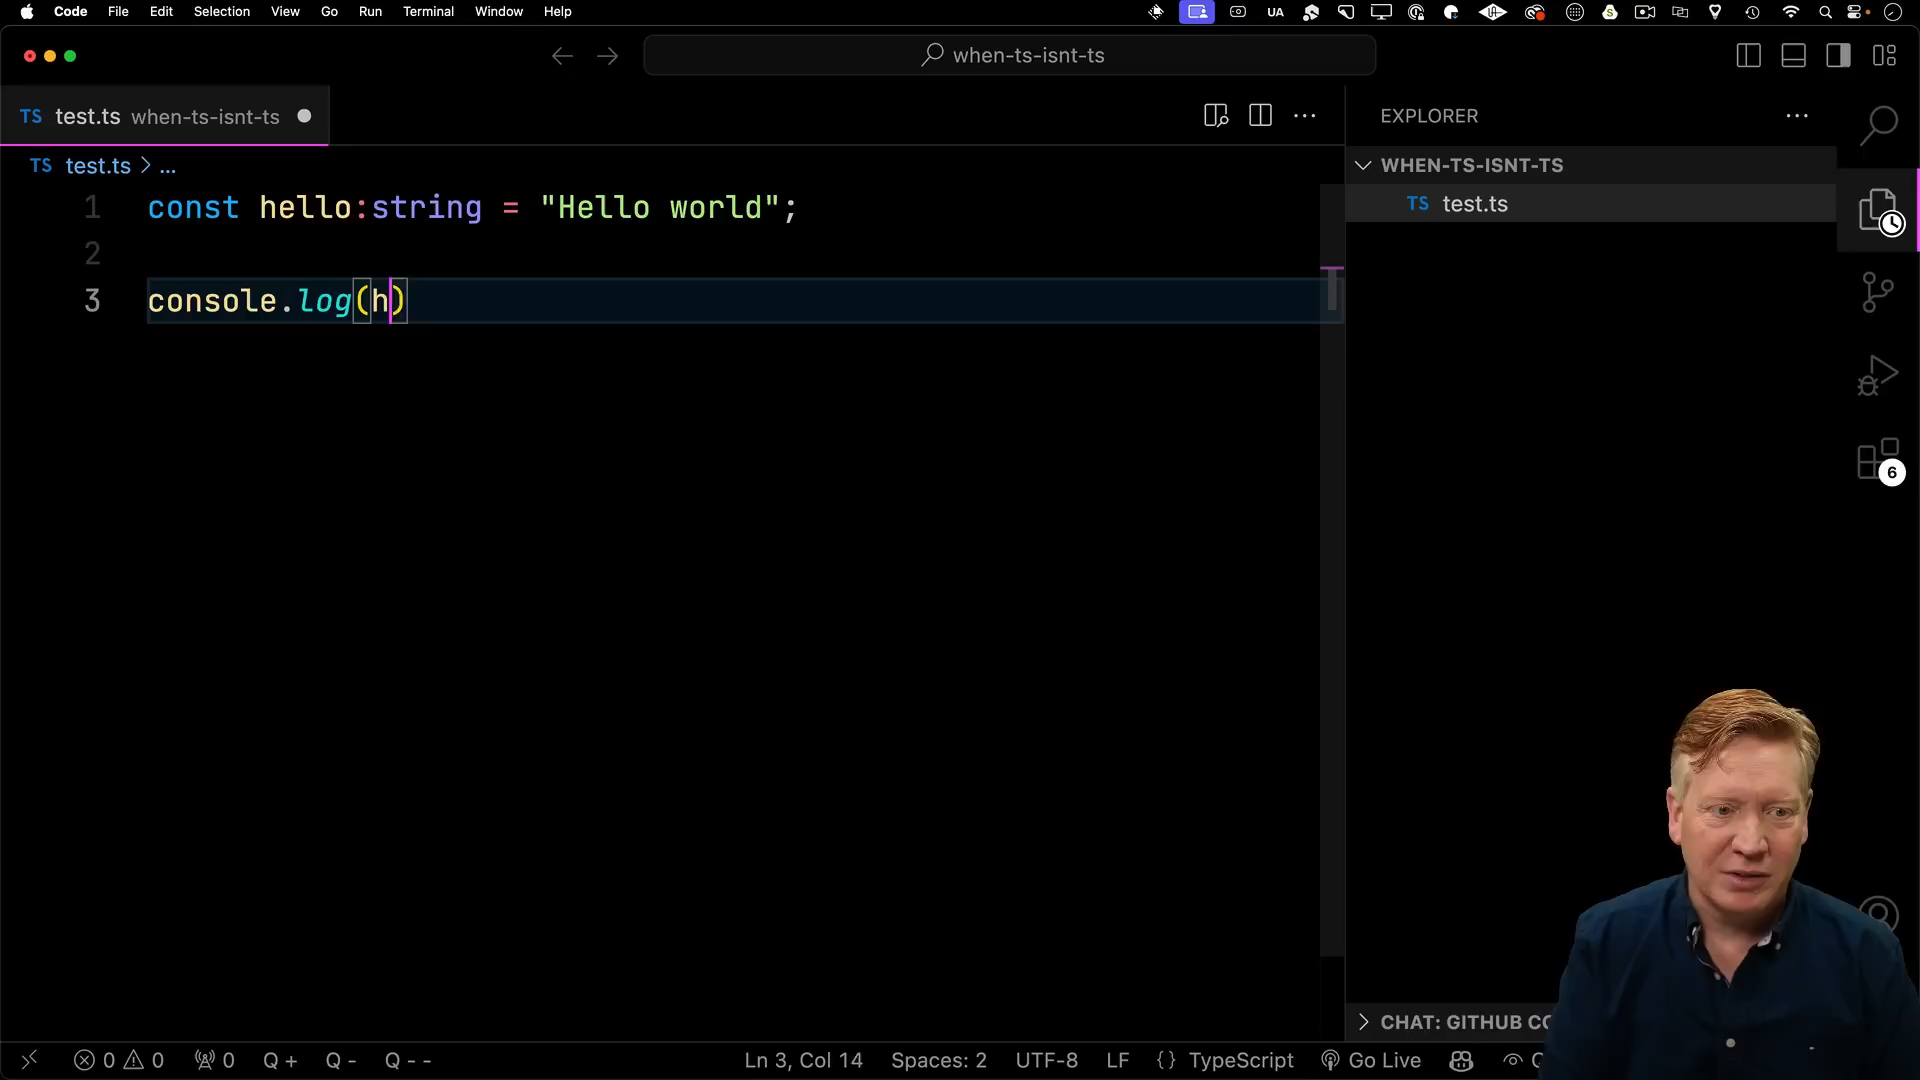 Code File Edit Selection View Go Run Terminal Window Help UA
when-ts-isnt-ts
TS test.ts when-ts-isnt-ts
EXPLORER
TS test.ts > ...
WHEN-TS-ISNT-TS
TS test.ts
1 const hello:string = "Hello world";
2
3 console.log(h)
6
CHAT: GITHUB CO
0 0 0 Q + Q - Q - - Ln 3, Col 14 Spaces: 2 UTF-8 LF {} TypeScript Go Live